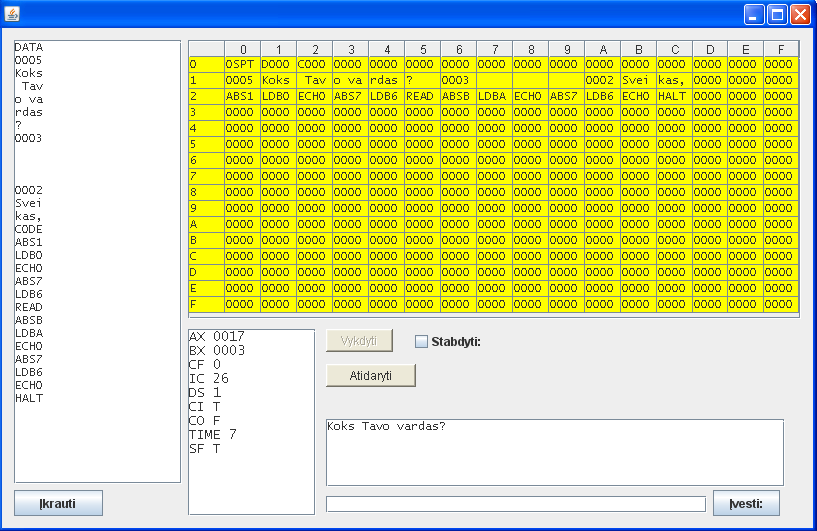 DATA
0005
Koks
Tav
o va
rdas
?
0003
0002
Svei
kas,
CODE
ABS1
LDB0
ECHO
ABS7
LDB6
READ
ABSB
LDBA
ECHO
ABS7
LDB6
ECHO
HALT
Įkrauti
0 1 2 3 4 5 6 7 8 9 A B C D E F
0 0SPT D000 C000 0000 0000 0000 0000 0000 0000 0000 0000 0000 0000 0000 0000 0000
1 0005 Koks Tav o va rdas ? 0003 0002 Svei kas, 0000 0000 0000
2 ABS1 LDB0 ECHO ABS7 LDB6 READ ABSB LDBA ECHO ABS7 LDB6 ECHO HALT 0000 0000 0000
3 0000 0000 0000 0000 0000 0000 0000 0000 0000 0000 0000 0000 0000 0000 0000 0000
4 0000 0000 0000 0000 0000 0000 0000 0000 0000 0000 0000 0000 0000 0000 0000 0000
5 0000 0000 0000 0000 0000 0000 0000 0000 0000 0000 0000 0000 0000 0000 0000 0000
6 0000 0000 0000 0000 0000 0000 0000 0000 0000 0000 0000 0000 0000 0000 0000 0000
7 0000 0000 0000 0000 0000 0000 0000 0000 0000 0000 0000 0000 0000 0000 0000 0000
8 0000 0000 0000 0000 0000 0000 0000 0000 0000 0000 0000 0000 0000 0000 0000 0000
9 0000 0000 0000 0000 0000 0000 0000 0000 0000 0000 0000 0000 0000 0000 0000 0000
A 0000 0000 0000 0000 0000 0000 0000 0000 0000 0000 0000 0000 0000 0000 0000 0000
B 0000 0000 0000 0000 0000 0000 0000 0000 0000 0000 0000 0000 0000 0000 0000 0000
C 0000 0000 0000 0000 0000 0000 0000 0000 0000 0000 0000 0000 0000 0000 0000 0000
D 0000 0000 0000 0000 0000 0000 0000 0000 0000 0000 0000 0000 0000 0000 0000 0000
E 0000 0000 0000 0000 0000 0000 0000 0000 0000 0000 0000 0000 0000 0000 0000 0000
F 0000 0000 0000 0000 0000 0000 0000 0000 0000 0000 0000 0000 0000 0000 0000 0000
AX 0017
BX 0003
CF 0
IC 26
DS 1
CI T
CO F
TIME 7
SF T
Vykdyti
Stabdyti:
Atidaryti
Koks Tavo vardas?
Įvesti: